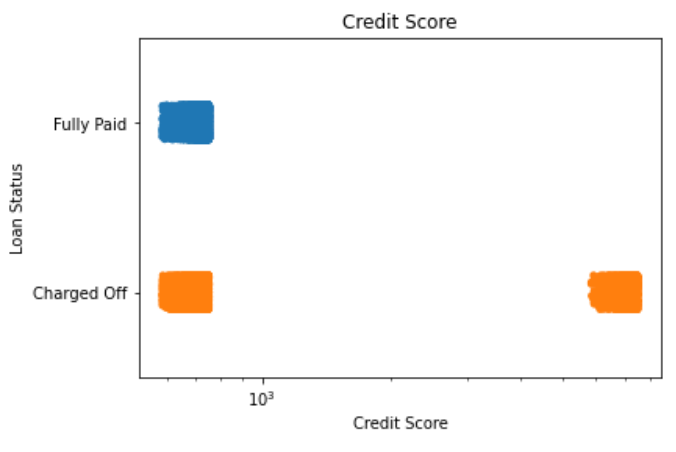 Credit Score
Fully Paid
Loan Status
Charged Off
10³
Credit Score